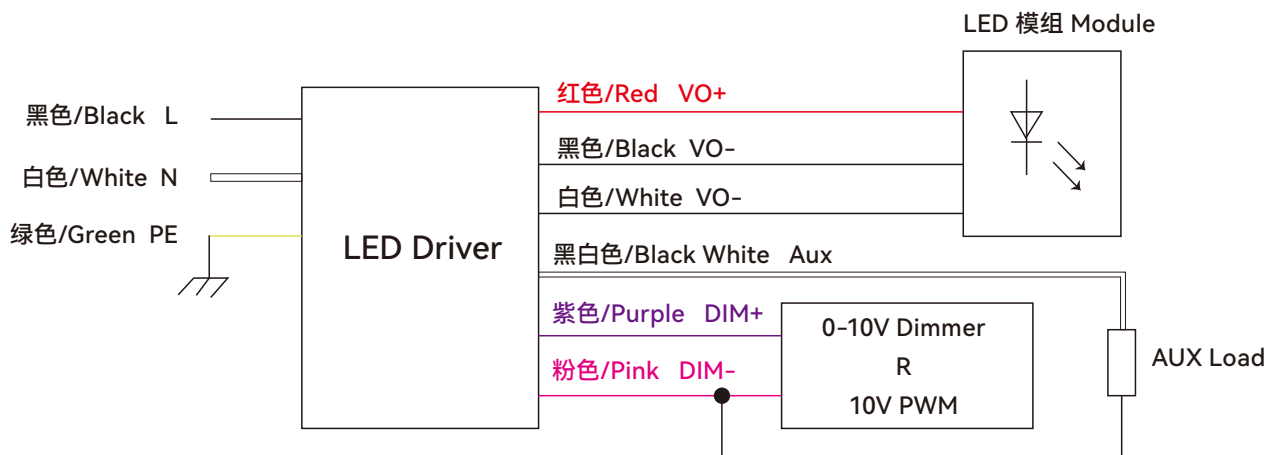 LED 模组 Module
红色/Red VO+
黑色/Black L
黑色/Black VO-
白色/White N
白色/White VO-
绿色/Green PE
LED Driver
黑白色/Black White Aux
紫色/Purple DIM+
0-10V Dimmer
R
10V PWM
粉色/Pink DIM-
AUX Load